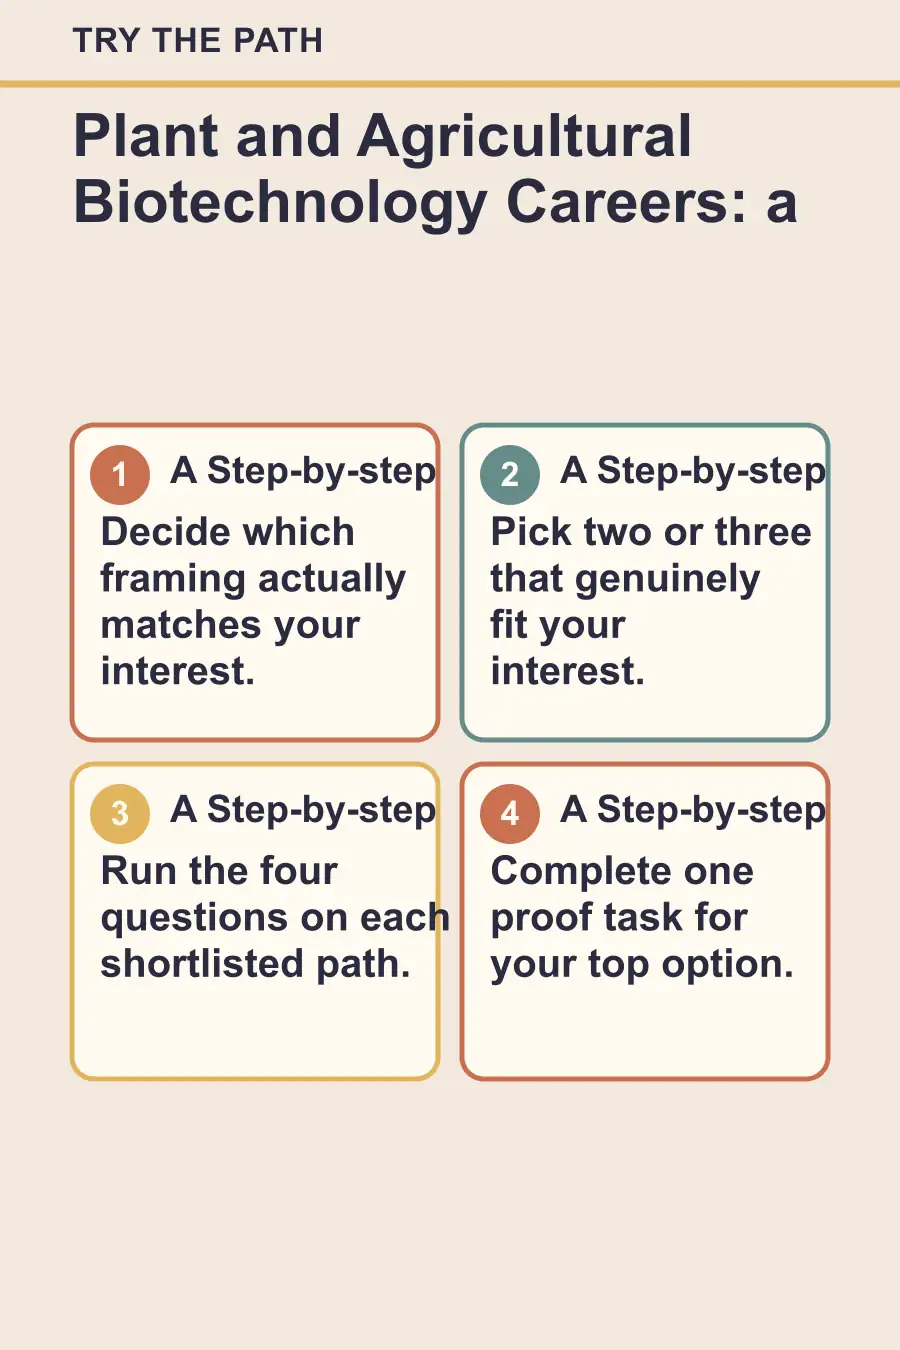 TRY THE PATH
Plant and Agricultural
Biotechnology Careers: a
1
A Step-by-step
Decide which
framing actually
matches your
interest.
2
A Step-by-step
Pick two or three
that genuinely
fit your
interest.
3
A Step-by-step
Run the four
questions on each
shortlisted path.
4
A Step-by-step
Complete one
proof task for
your top option.